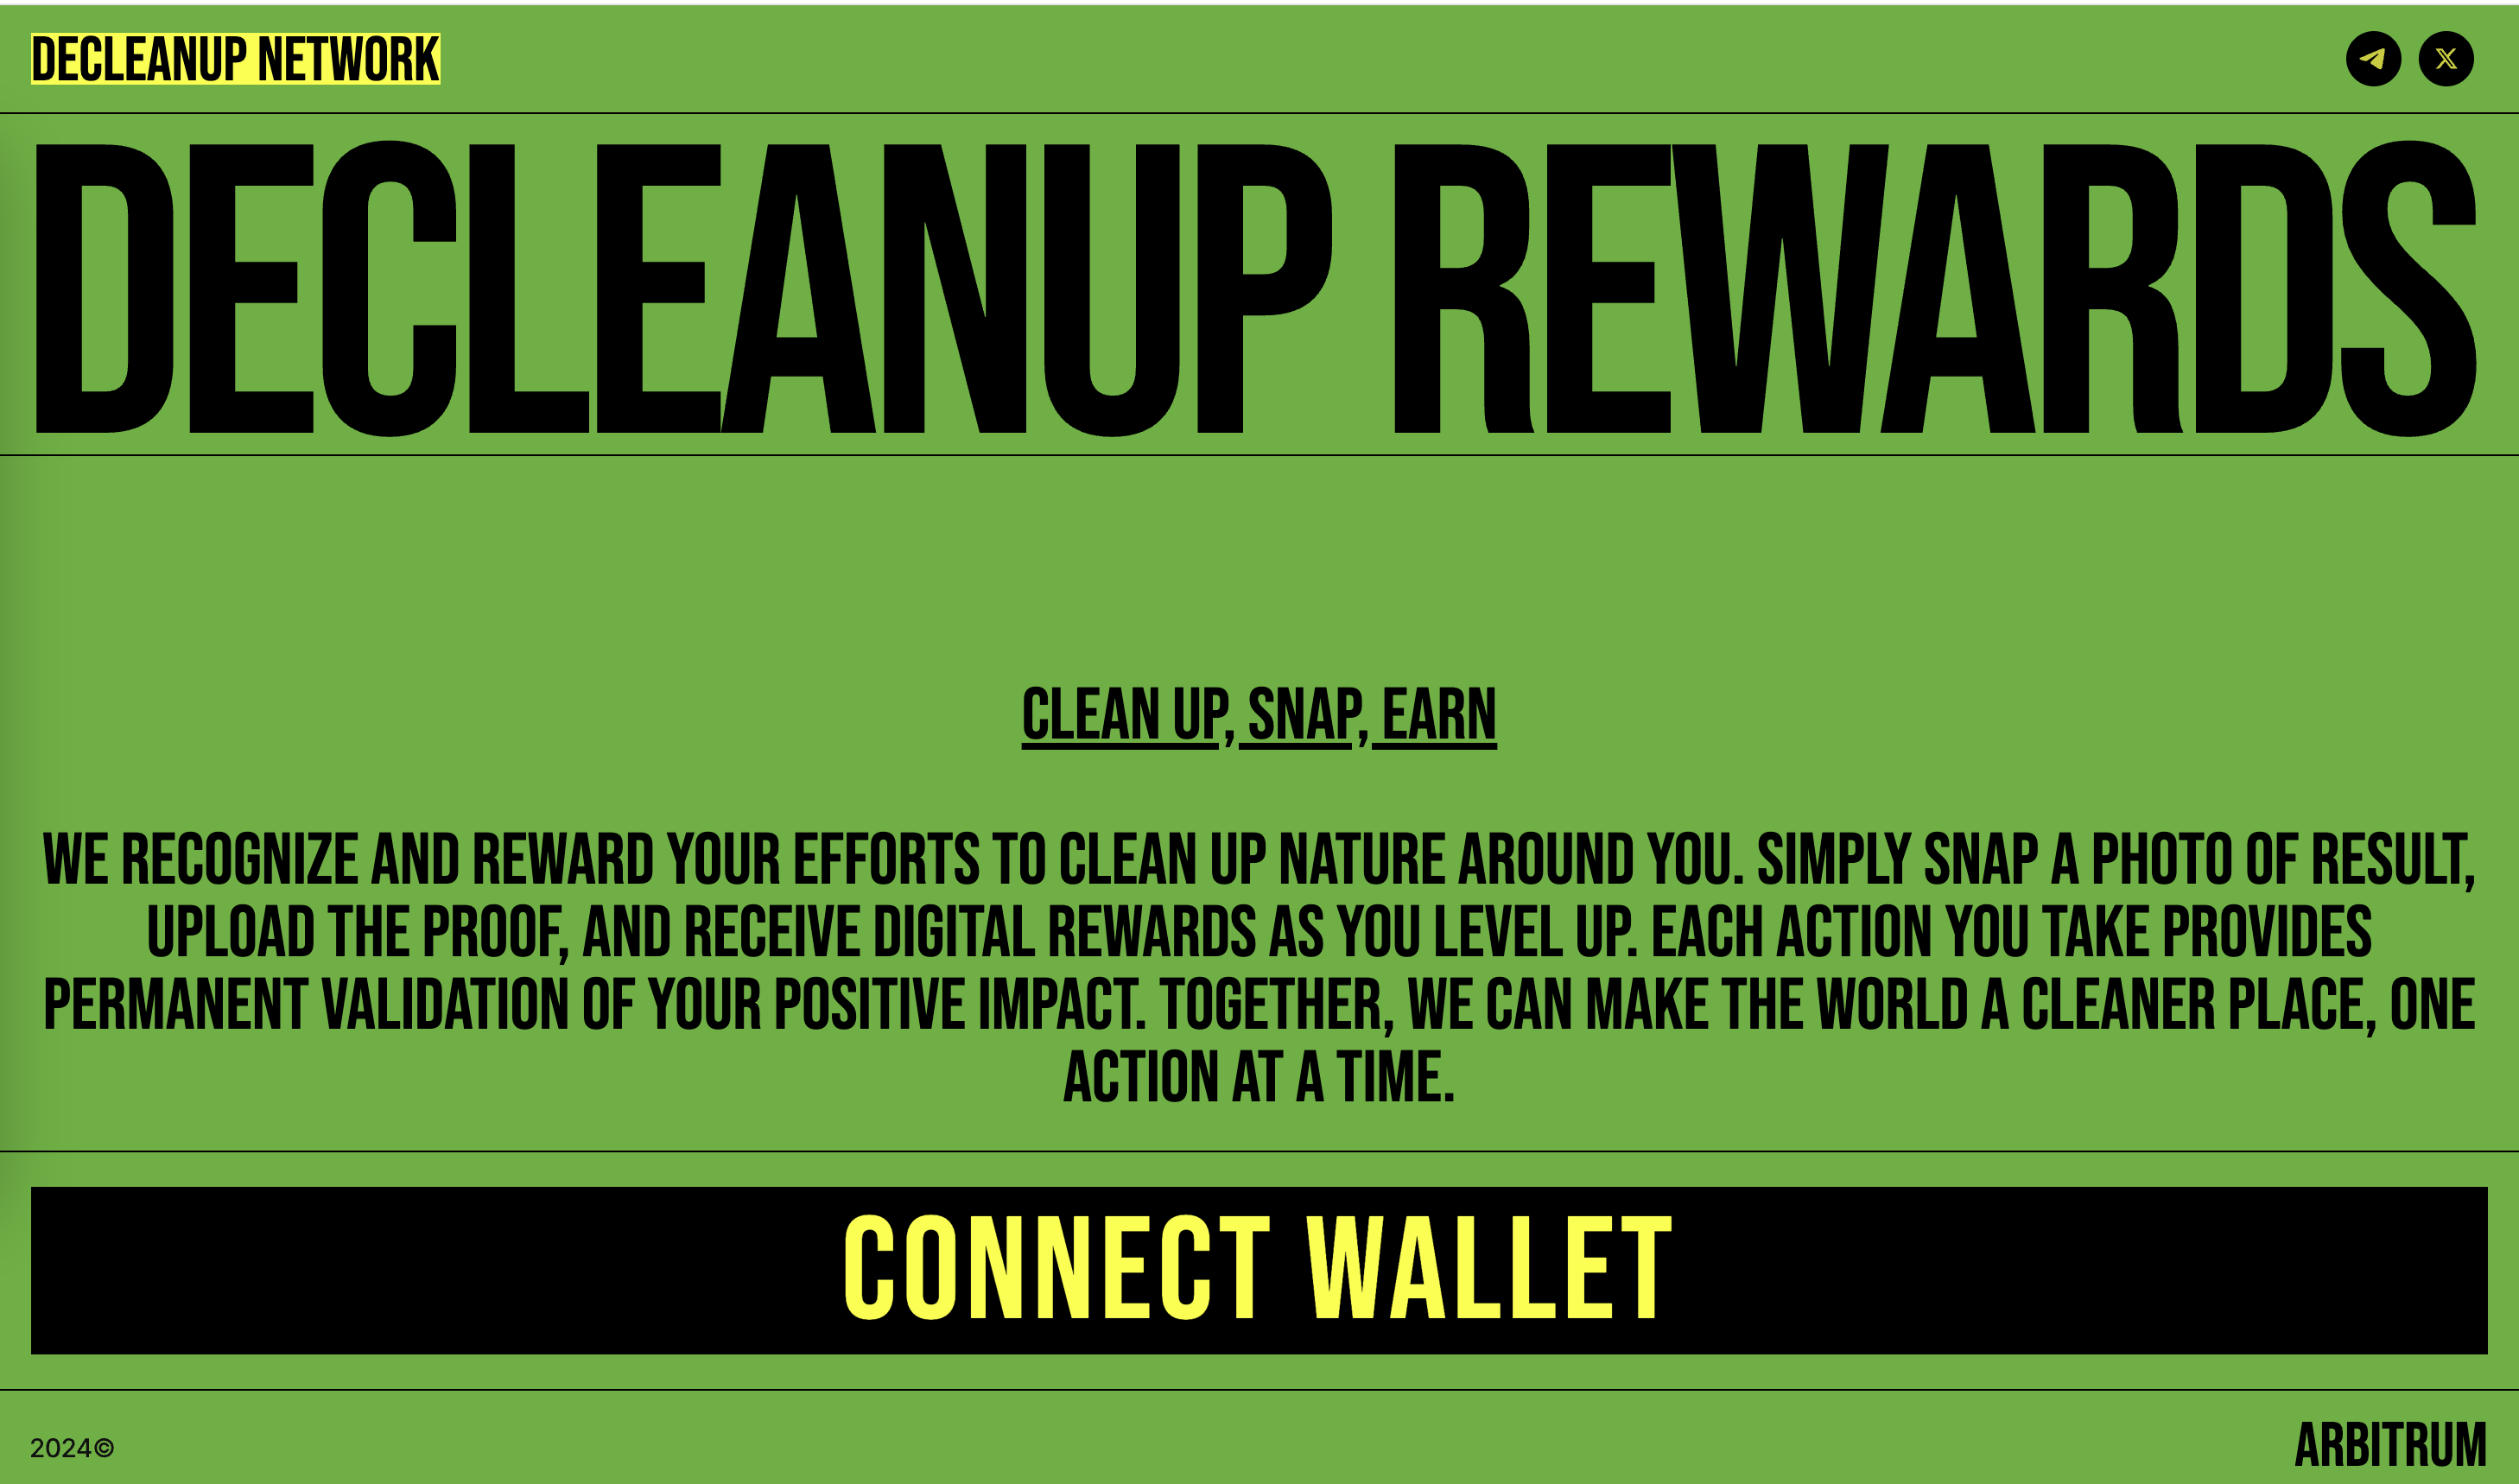 DECLEANUP NETWORK
DECLEANUP REWARDS
CLEAN UP, SNAP, EARN
WE RECOGNIZE AND REWARD YOUR EFFORTS TO CLEAN UP NATURE AROUND YOU. SIMPLY SNAP A PHOTO OF RESULT,
UPLOAD THE PROOF, AND RECEIVE DIGITAL REWARDS AS YOU LEVEL UP. EACH ACTION YOU TAKE PROVIDES
PERMANENT VALIDATION OF YOUR POSITIVE IMPACT. TOGETHER, WE CAN MAKE THE WORLD A CLEANER PLACE, ONE
ACTION AT A TIME.
CONNECT WALLET
2024©
ARBITRUM